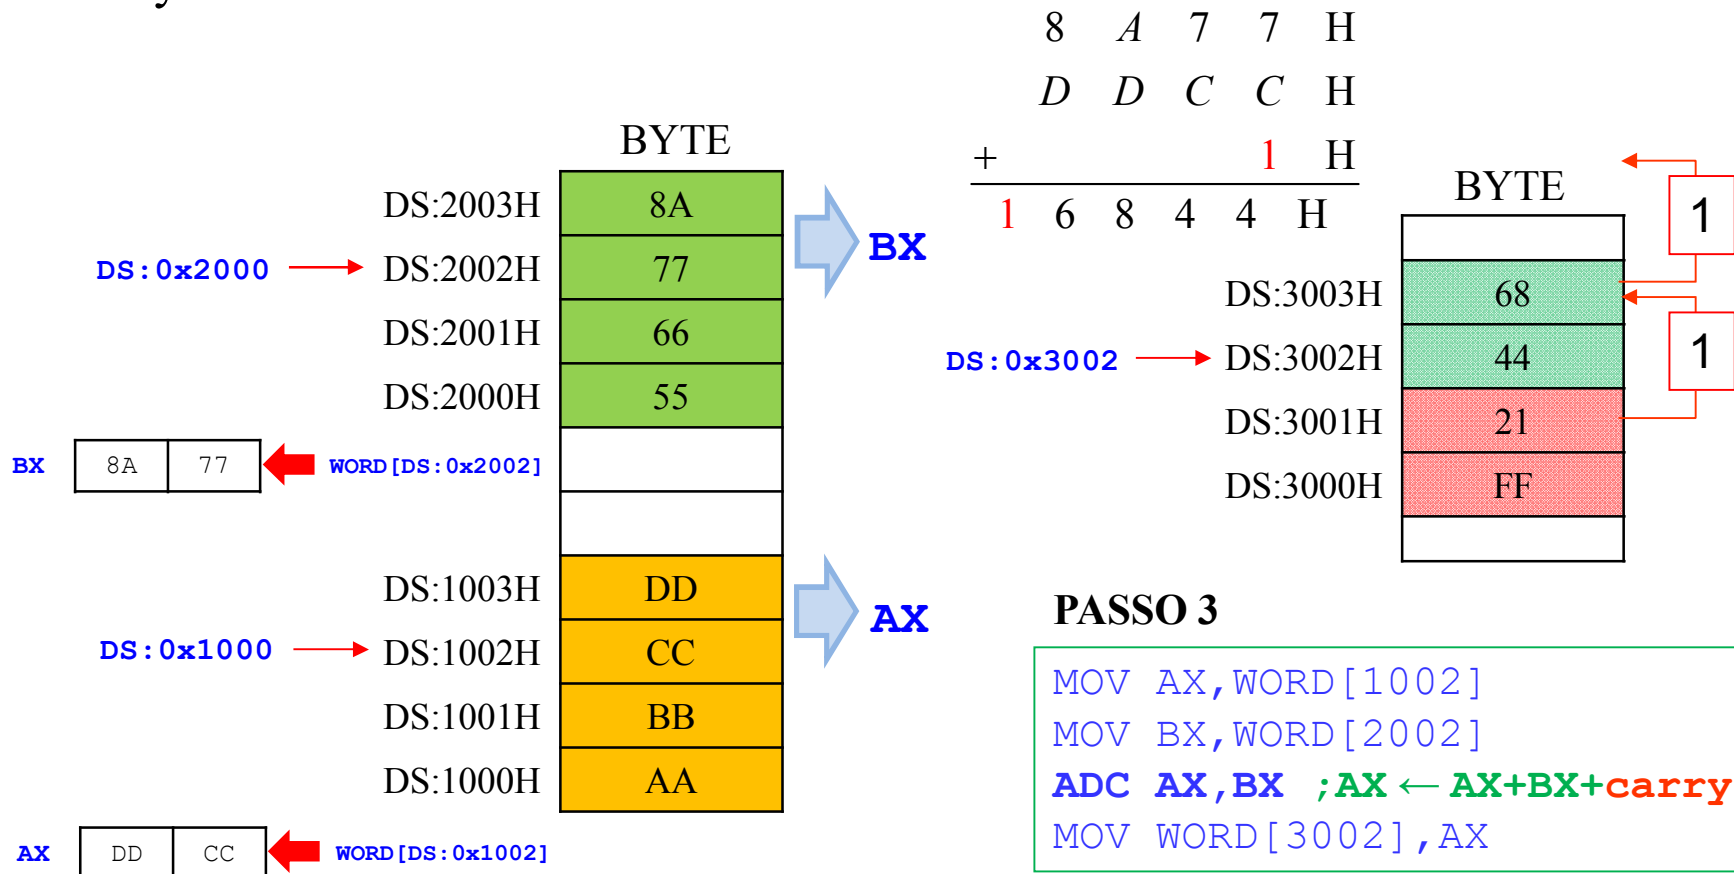 8 A 7 7 H
D D C C H
+ 1 H
1 6 8 4 4 H
BYTE
DS:2003H 8A
DS:0x2000 DS:2002H 77
DS:2001H 66
DS:2000H 55
BX
BX 8A 77 WORD[DS:0x2002]
DS:1003H DD
DS:0x1000 DS:1002H CC
DS:1001H BB
DS:1000H AA
AX
AX DD CC WORD[DS:0x1002]
BYTE
1
DS:3003H 68
DS:0x3002 DS:3002H 44
1
DS:3001H 21
DS:3000H FF
PASSO 3
MOV AX,WORD[1002]
MOV BX,WORD[2002]
ADC AX,BX ;AX ← AX+BX+carry
MOV WORD[3002],AX